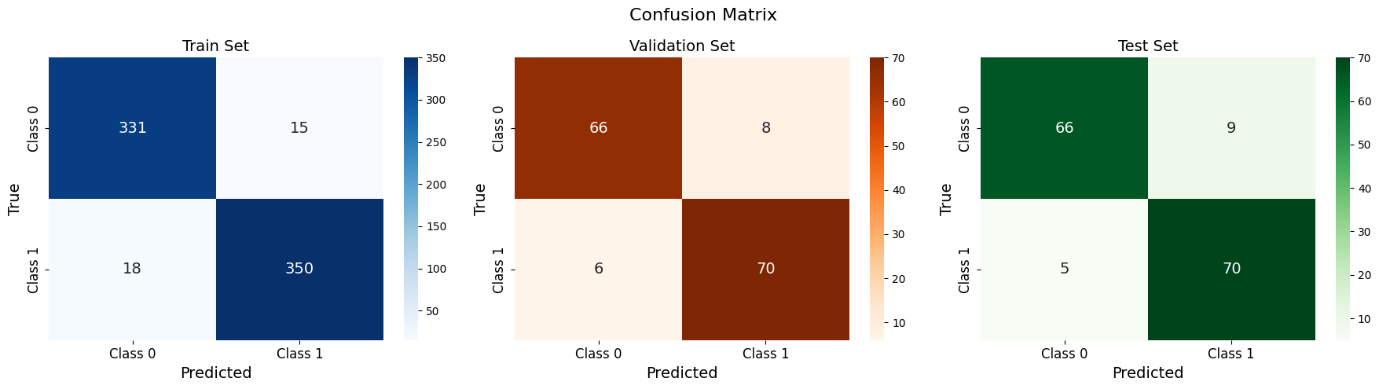 Confusion Matrix
Train Set
Class 0
Class 1
True
331
15
18
350
Class 0
Class 1
Predicted
350
300
250
200
150
100
50
Validation Set
Class 0
Class 1
True
66
8
6
70
Class 0
Class 1
Predicted
70
60
50
40
30
20
10
Test Set
Class 0
Class 1
True
66
9
5
70
Class 0
Class 1
Predicted
70
60
50
40
30
20
10